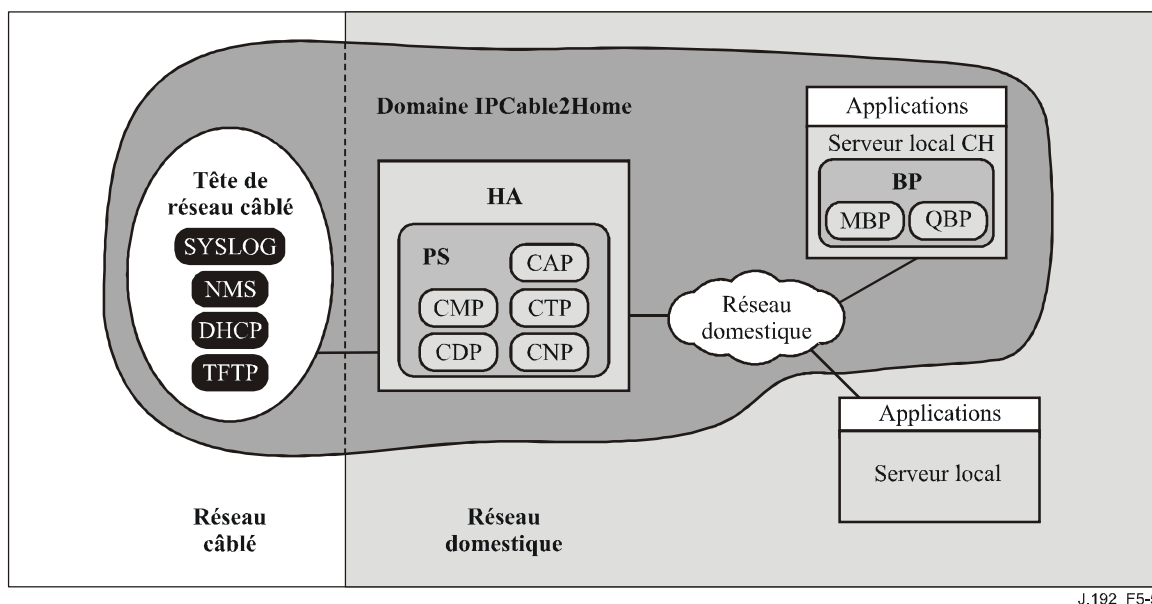 Domaine IPCable2Home
Tête de
réseau câblé
SYSLOG
NMS
DHCP
TFTP
HA
PS
CAP
CMP
CTP
CDP
CNP
Réseau
domestique
Applications
Serveur local CH
BP
MBP
QBP
Applications
Serveur local
Réseau
câblé
Réseau
domestique